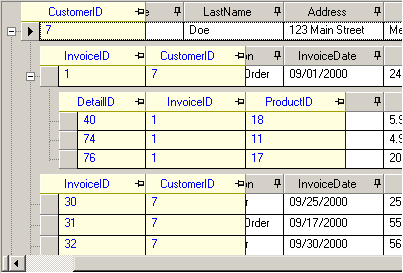 CustomerID LastName Address
7 Doe 123 Main Street
InvoiceID CustomerID InvoiceDate
1 7 Order 09/01/2000 24
DetailID InvoiceID ProductID
40 1 18 5.9
74 1 11 4.9
76 1 17 20
InvoiceID CustomerID InvoiceDate
30 7 09/25/2000 25
31 7 Order 09/17/2000 55
32 7 09/30/2000 56